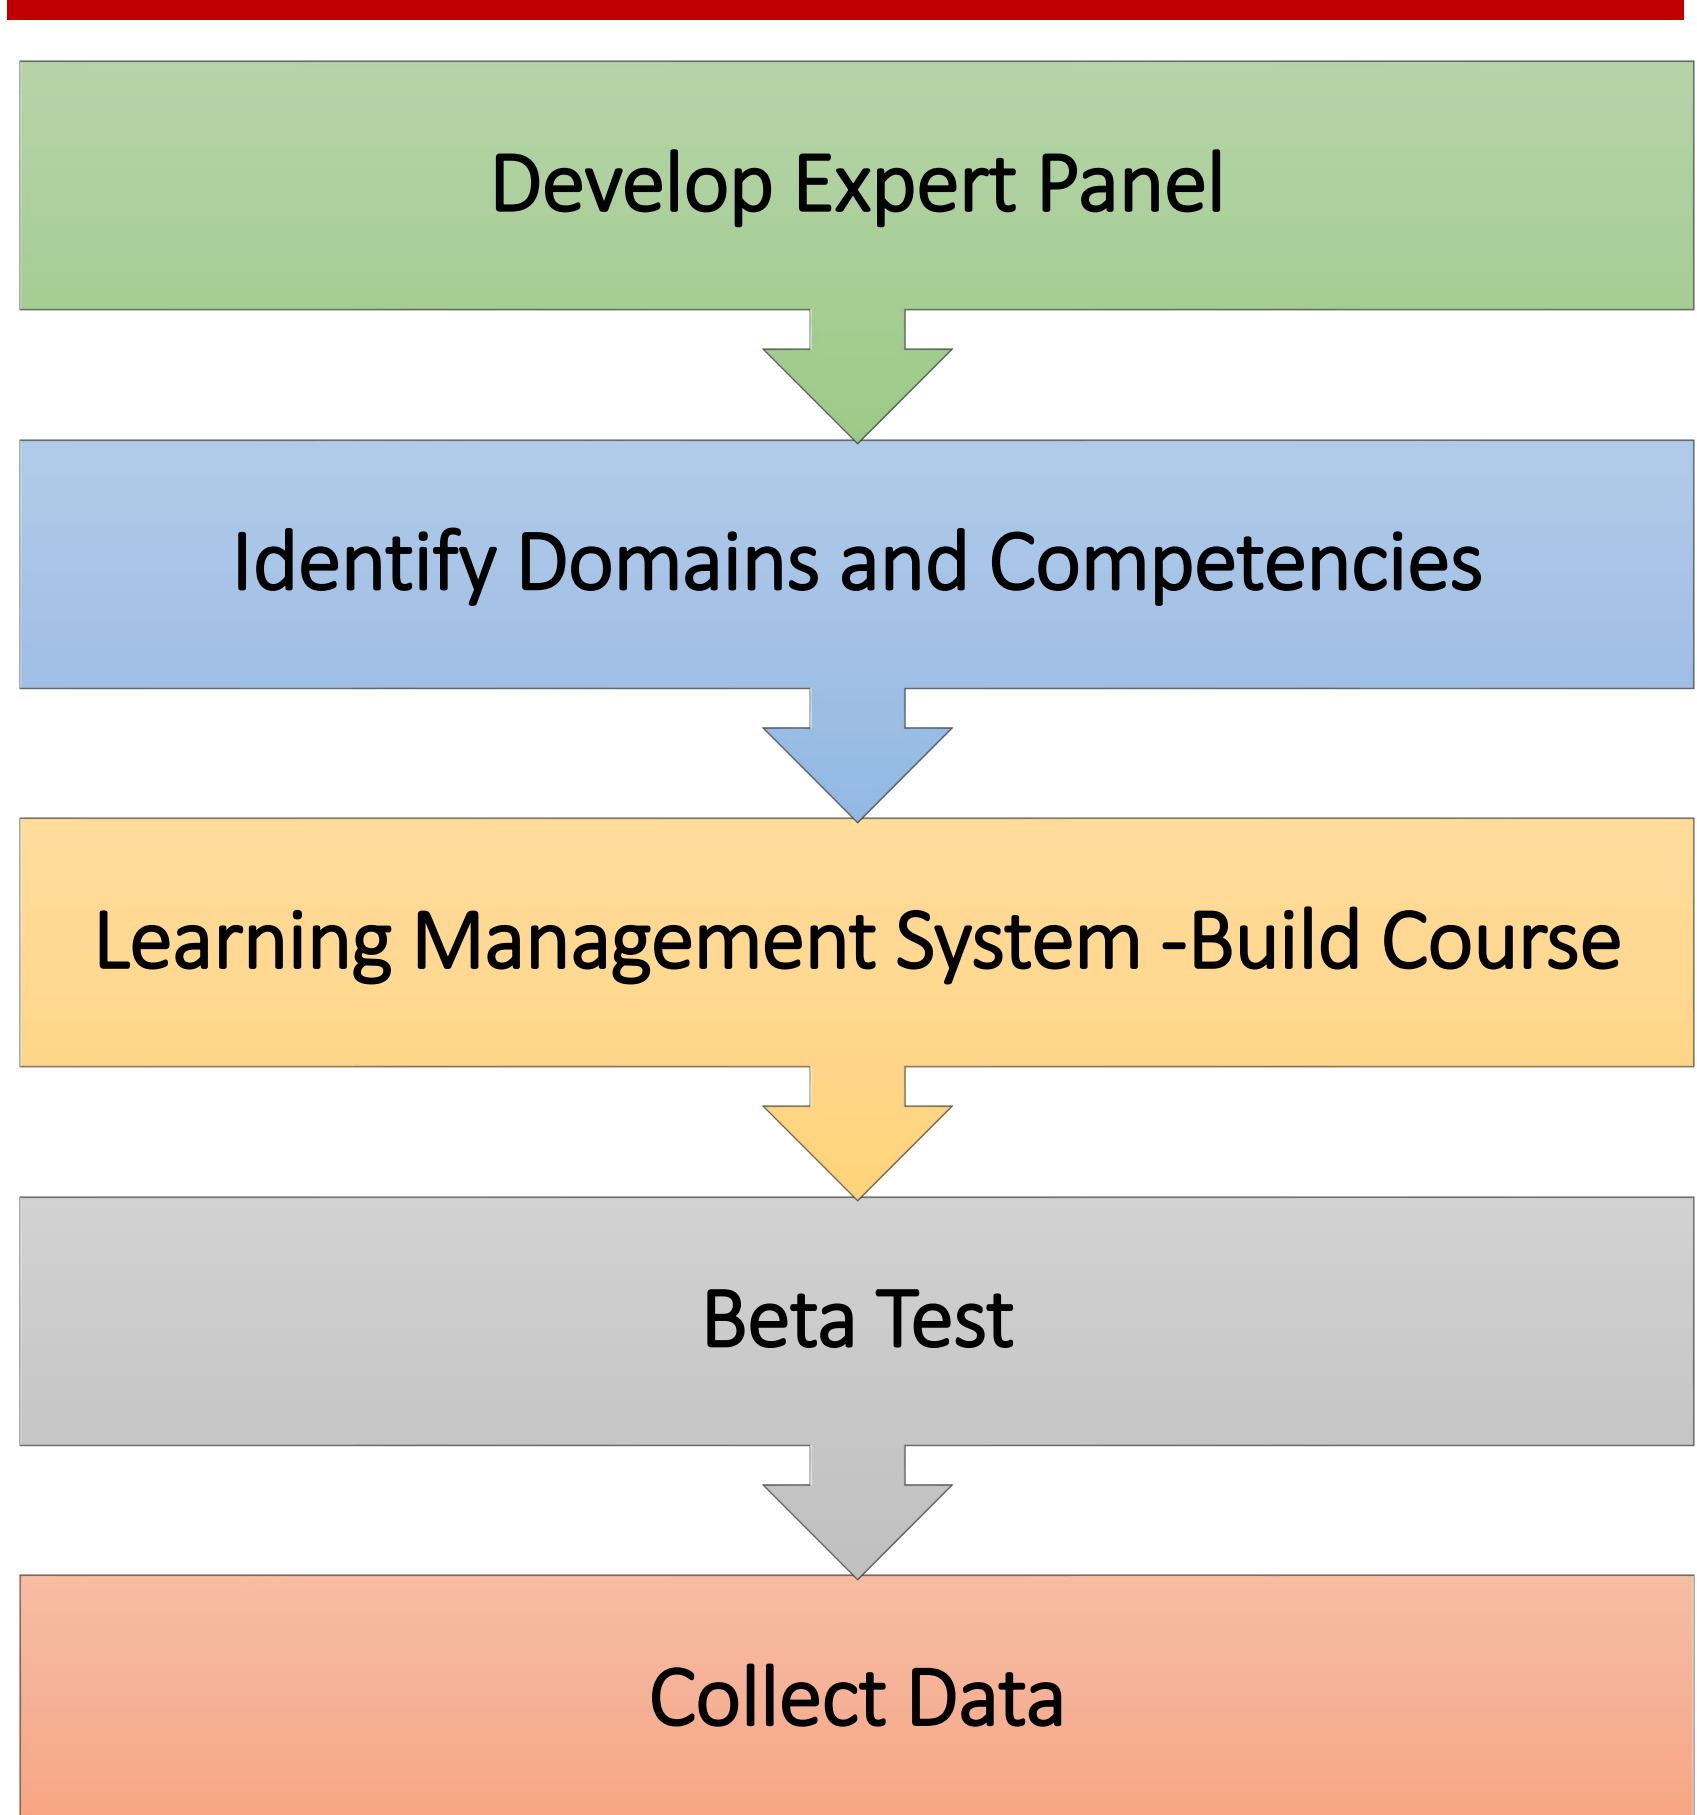 Develop Expert Panel
Identify Domains and Competencies
Learning Management System -Build Course
Beta Test
Collect Data